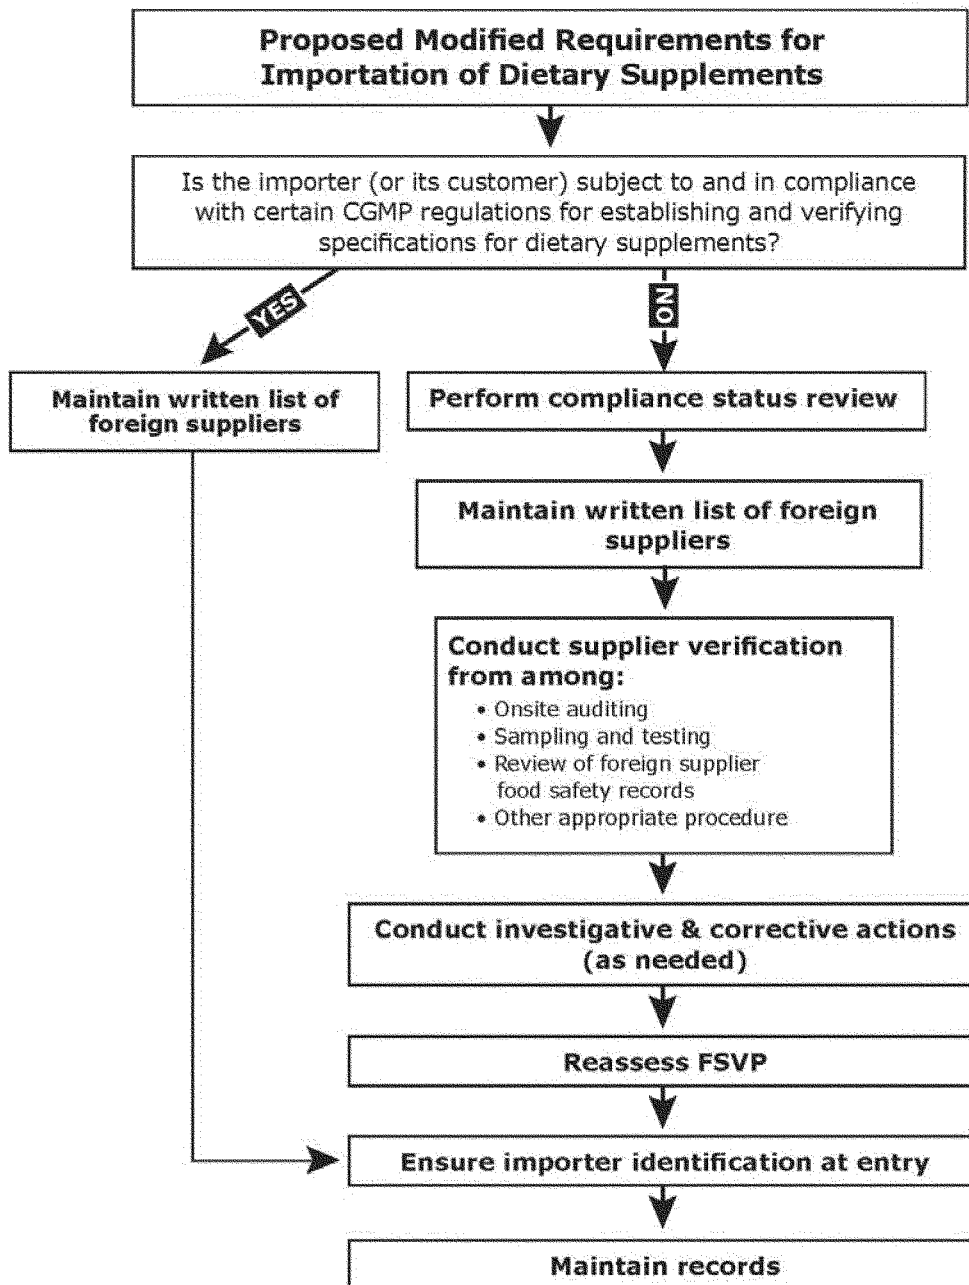 Proposed Modified Requirements for
Importation of Dietary Supplements
Is the importer (or its customer) subject to and in compliance
with certain CGMP regulations for establishing and verifying
specifications for dietary supplements?
YES
NO
Maintain written list of
foreign suppliers
Perform compliance status review
Maintain written list of foreign
suppliers
Conduct supplier verification
from among:
• Onsite auditing
• Sampling and testing
• Review of foreign supplier
food safety records
• Other appropriate procedure
Conduct investigative & corrective actions
(as needed)
Reassess FSVP
Ensure importer identification at entry
Maintain records